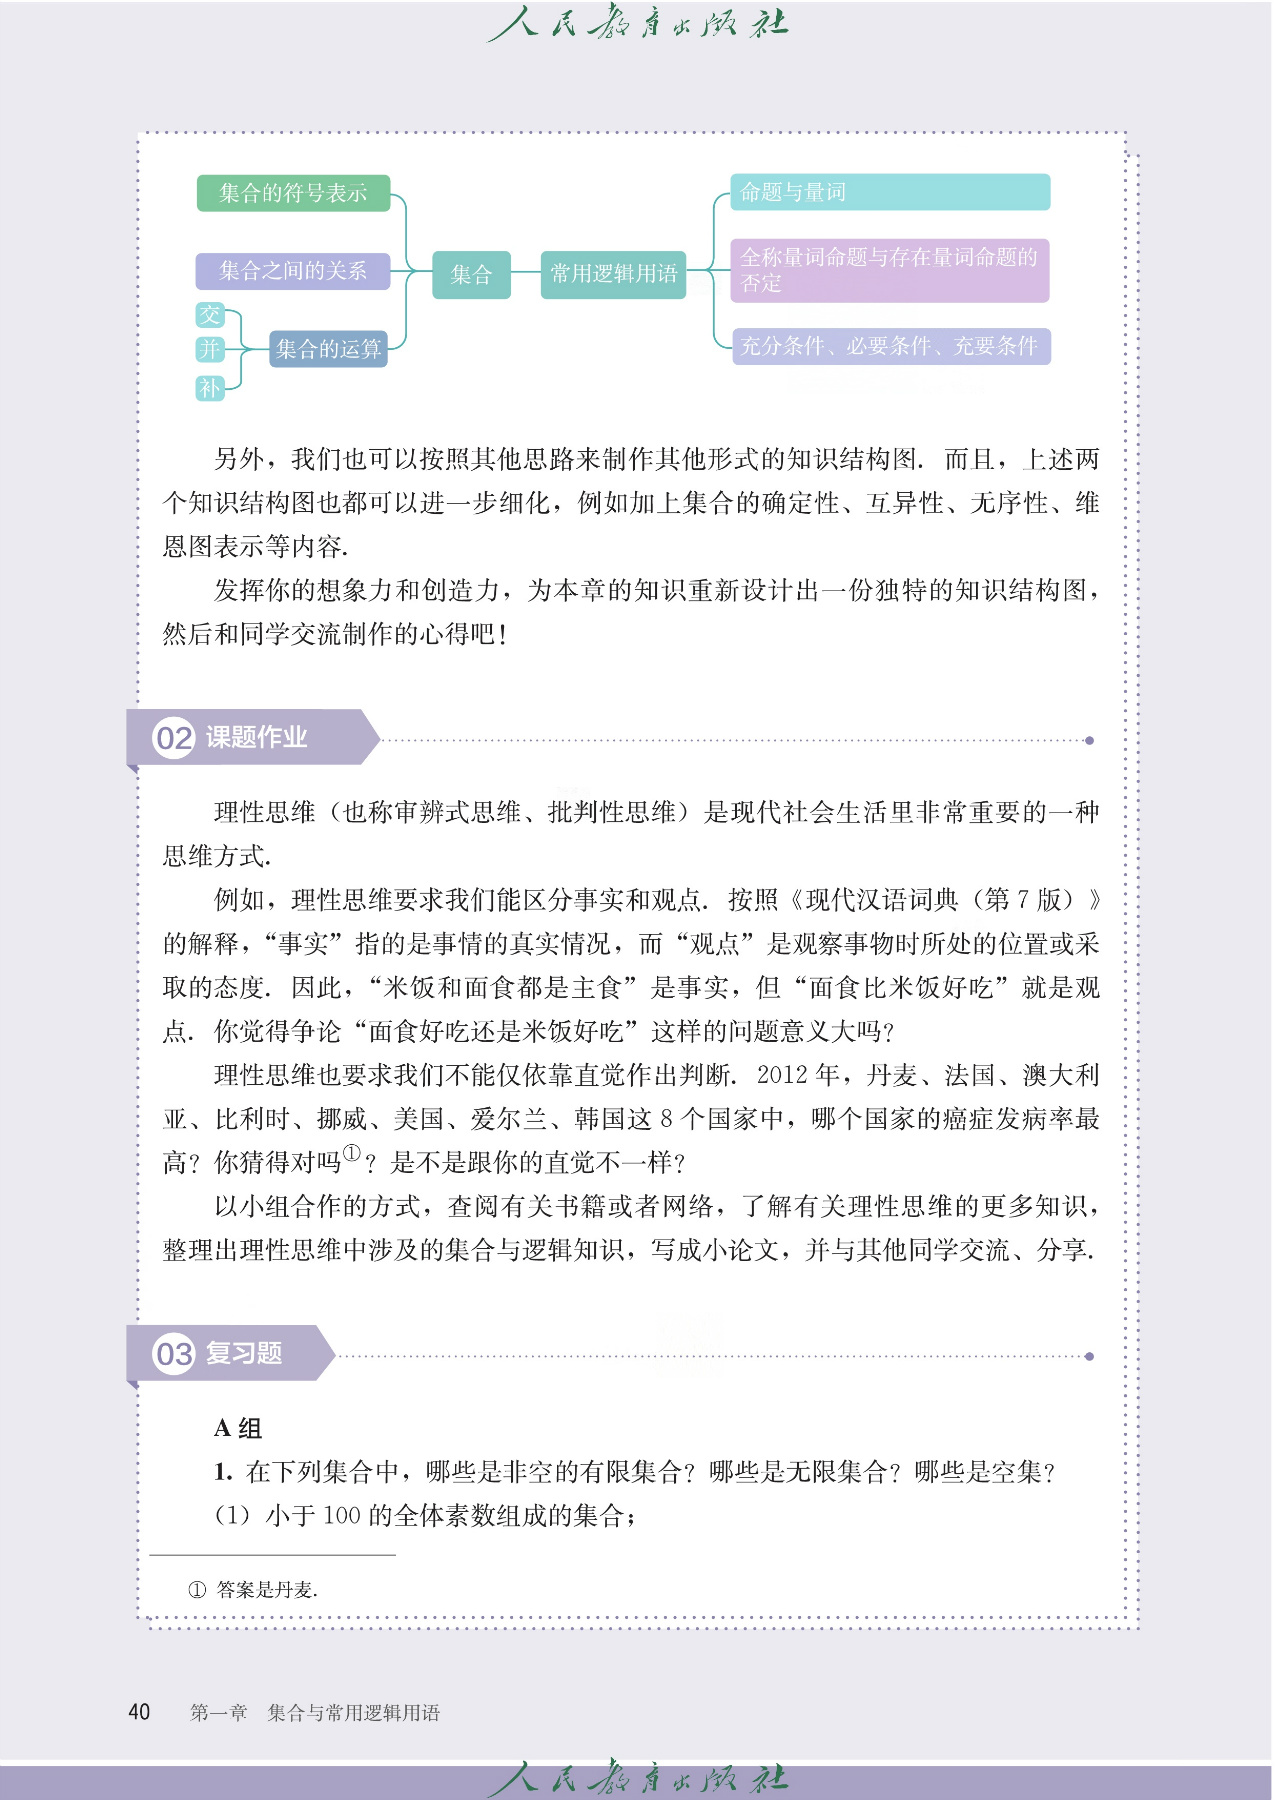 人民教育出版社
集合的符号表示
命题与量词
集合之间的关系
集合
常用逻辑用语
全称量词命题与存在量词命题的
否定
交
并
补
集合的运算
充分条件、必要条件、充要条件
另外，我们也可以按照其他思路来制作其他形式的知识结构图．而且，上述两
个知识结构图也都可以进一步细化，例如加上集合的确定性、互异性、无序性、维
恩图表示等内容．
发挥你的想象力和创造力，为本章的知识重新设计出一份独特的知识结构图，
然后和同学交流制作的心得吧！
02 课题作业
理性思维（也称审辨式思维、批判性思维）是现代社会生活里非常重要的一种
思维方式．
例如，理性思维要求我们能区分事实和观点．按照《现代汉语词典（第 7 版）》
的解释，“事实”指的是事情的真实情况，而“观点”是观察事物时所处的位置或采
取的态度．因此，“米饭和面食都是主食”是事实，但“面食比米饭好吃”就是观
点．你觉得争论“面食好吃还是米饭好吃”这样的问题意义大吗？
理性思维也要求我们不能仅依靠直觉作出判断．2012 年，丹麦、法国、澳大利
亚、比利时、挪威、美国、爱尔兰、韩国这 8 个国家中，哪个国家的癌症发病率最
高？你猜得对吗①？是不是跟你的直觉不一样？
以小组合作的方式，查阅有关书籍或者网络，了解有关理性思维的更多知识，
整理出理性思维中涉及的集合与逻辑知识，写成小论文，并与其他同学交流、分享．
03 复习题
A 组
1. 在下列集合中，哪些是非空的有限集合？哪些是无限集合？哪些是空集？
（1）小于 100 的全体素数组成的集合；
① 答案是丹麦．
40 第一章 集合与常用逻辑用语
人民教育出版社